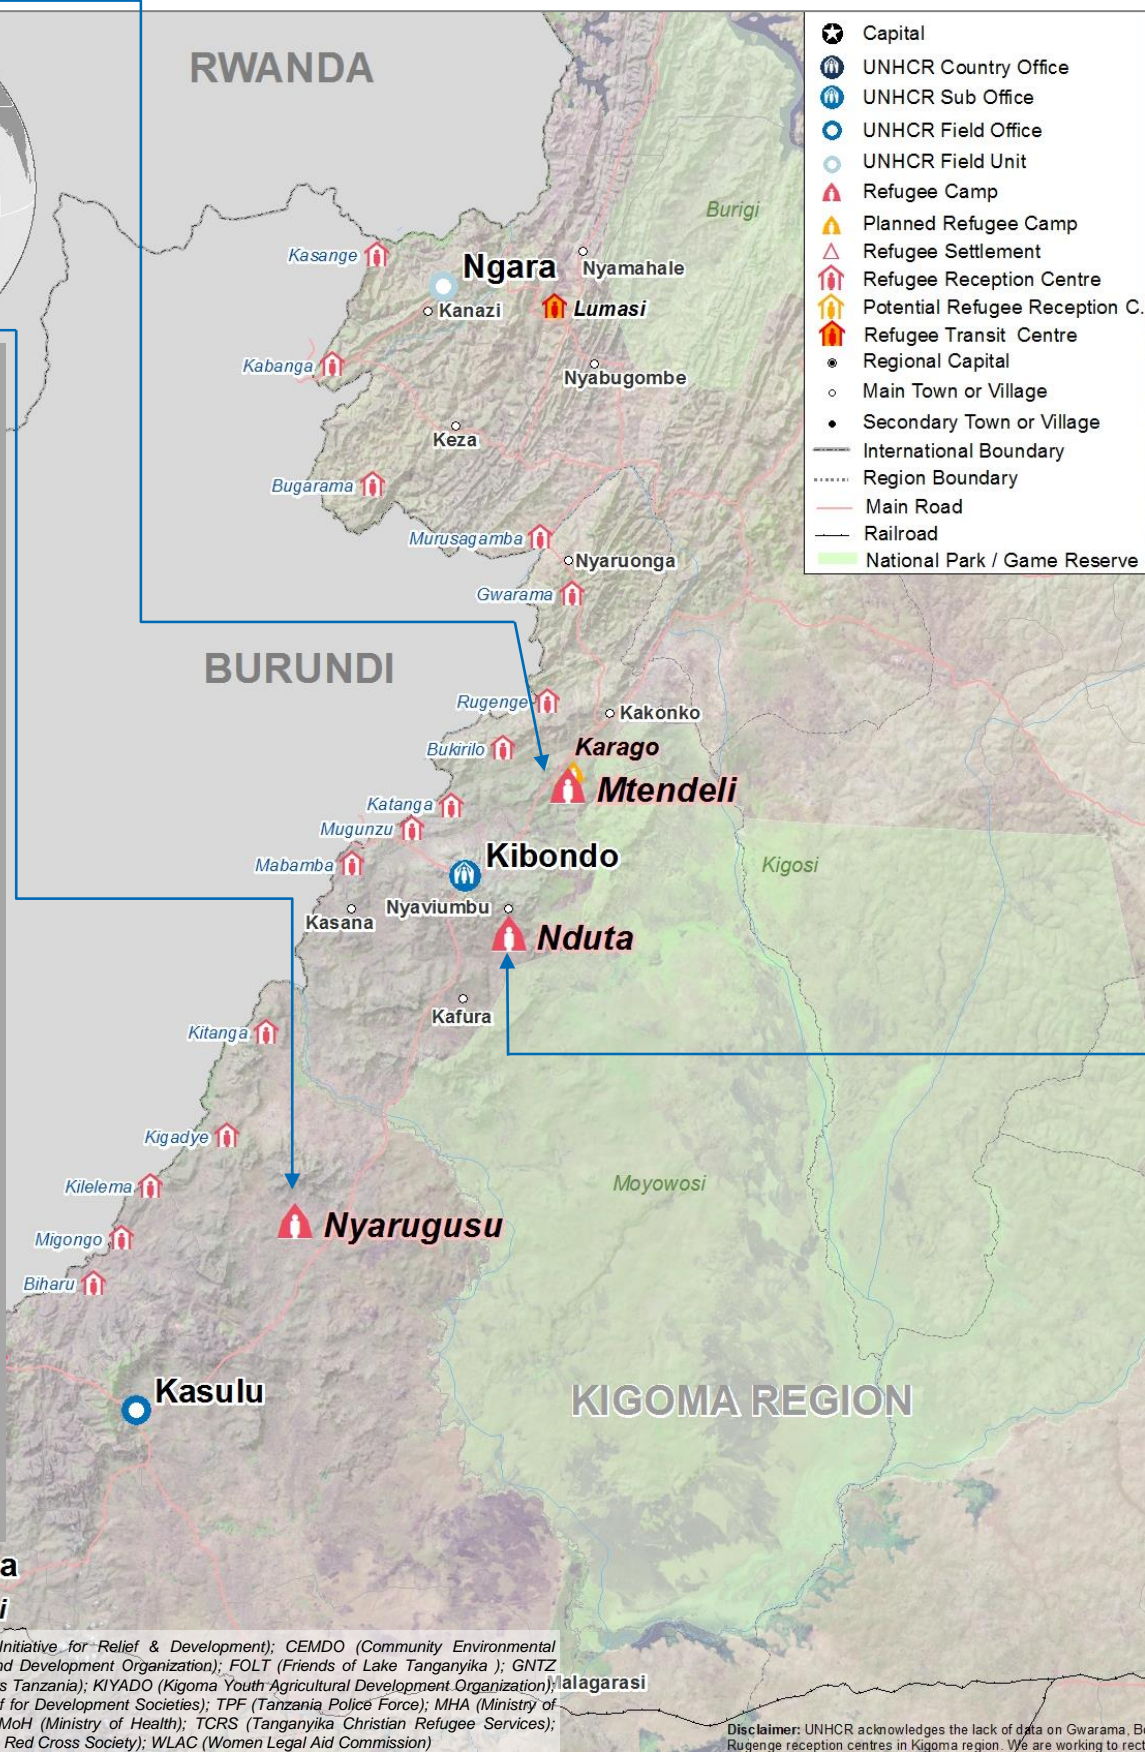 RWANDA
Capital
UNHCR Country Office
UNHCR Sub Office
UNHCR Field Office
UNHCR Field Unit
Refugee Camp
Planned Refugee Camp
Refugee Settlement
Refugee Reception Centre
Potential Refugee Reception C.
Refugee Transit Centre
Regional Capital
Main Town or Village
Secondary Town or Village
International Boundary
Region Boundary
Main Road
Railroad
National Park / Game Reserve
Burigi
Kasange
Ngara
Nyamahale
Kanazi
Lumasi
Kabanga
Nyabugombe
Keza
Bugarama
Murusagamba
Nyaruonga
Gwarama
BURUNDI
Rugenge
Kakonko
Bukirilo
Karago
Mtendeli
Katanga
Mugunzu
Kibondo
Mabamba
Kigosi
Nyaviumbu
Kasana
Nduta
Kafura
Kitanga
Kigadye
Moyowosi
Kilelema
Nyarugusu
Migongo
Biharu
Kasulu
KIGOMA REGION
a
i
Initiative for Relief & Development); CEMDO (Community Environmental
nd Development Organization); FOLT (Friends of Lake Tanganyika ); GNTZ
s Tanzania); KIYADO (Kigoma Youth Agricultural Development Organization);
f for Development Societies); TPF (Tanzania Police Force); MHA (Ministry of
MoH (Ministry of Health); TCRS (Tanganyika Christian Refugee Services);
Red Cross Society); WLAC (Women Legal Aid Commission)
Malagarasi
Disclaimer: UNHCR acknowledges the lack of data on Gwarama, B
Rugenge reception centres in Kigoma region. We are working to rect